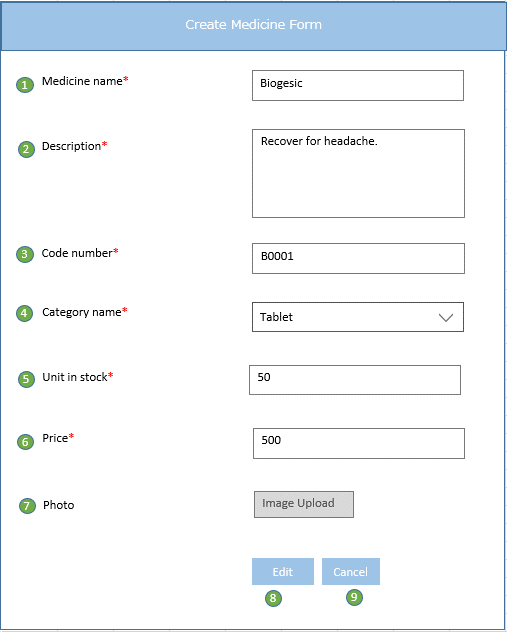 Create Medicine Form
1 Medicine name* Biogesic
2 Description* Recover for headache.
3 Code number* B0001
4 Category name* Tablet
5 Unit in stock* 50
6 Price* 500
7 Photo Image Upload
Edit Cancel
8 9